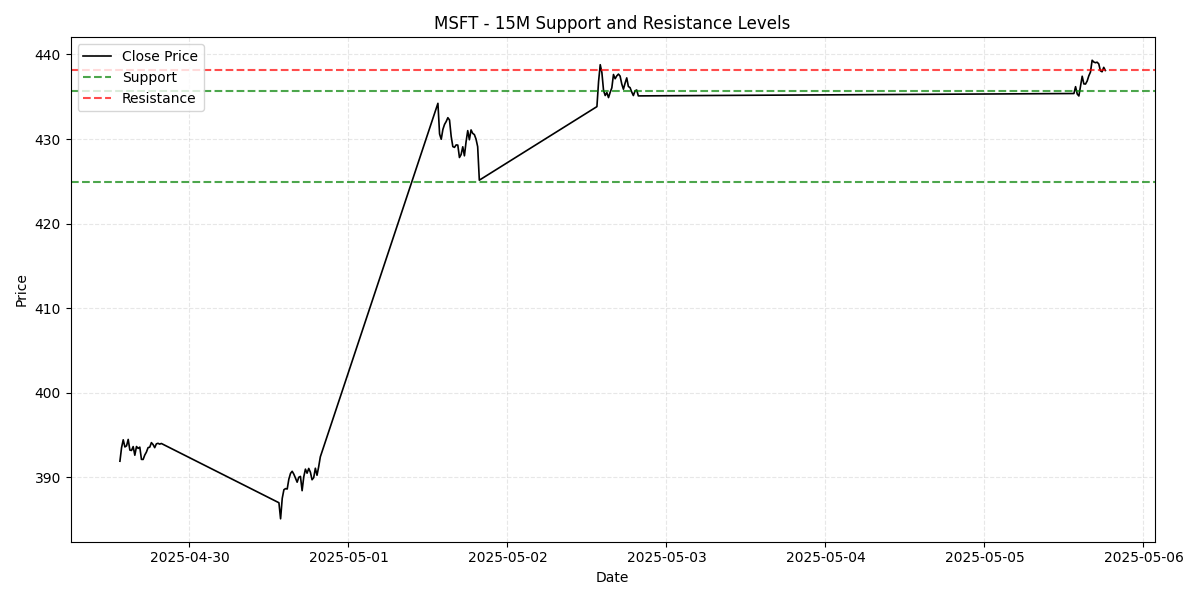 MSFT - 15M Support and Resistance Levels
Close Price
Support
Resistance
440
430
420
410
400
390
Price
2025-04-30
2025-05-01
2025-05-02
2025-05-03
2025-05-04
2025-05-05
2025-05-06
Date